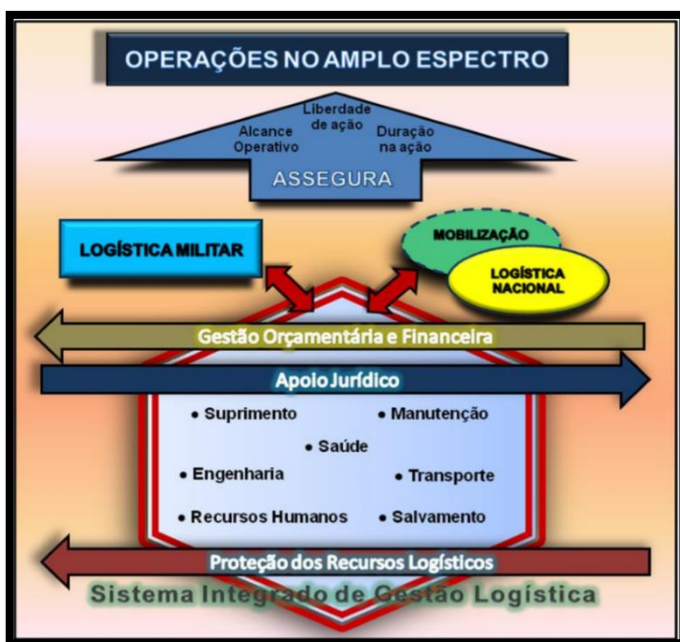 OPERAÇÕES NO AMPLO ESPECTRO
Liberdade
de ação
Alcance
Operativo
Duração
na ação
ASSEGURA
LOGÍSTICA MILITAR
MOBILIZAÇÃO
LOGÍSTICA
NACIONAL
Gestão Orçamentária e Financeira
Apoio Jurídico
• Suprimento
• Manutenção
• Saúde
• Engenharia
• Transporte
• Recursos Humanos
• Salvamento
Proteção dos Recursos Logísticos
Sistema Integrado de Gestão Logística